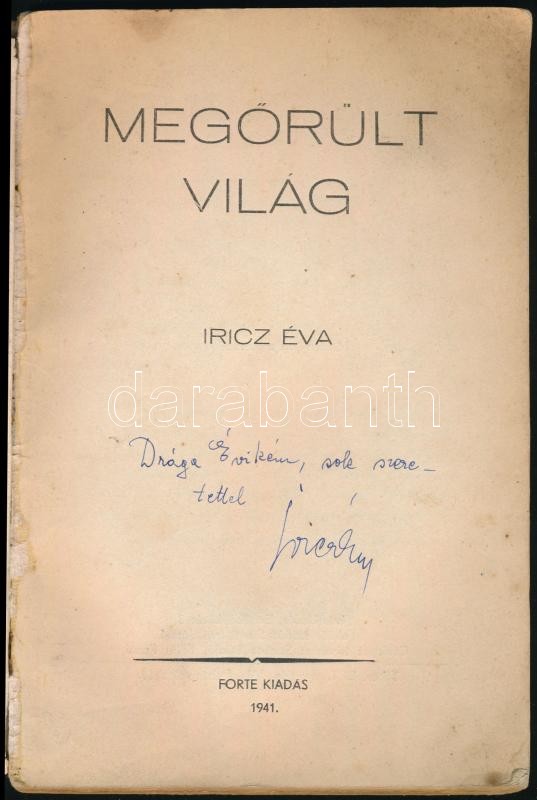 MEGŐRÜLT
VILÁG
IRICZ ÉVA
darabanth
Drága Évikém, sok szere-
tettel
FORTE KIADÁS
1941.